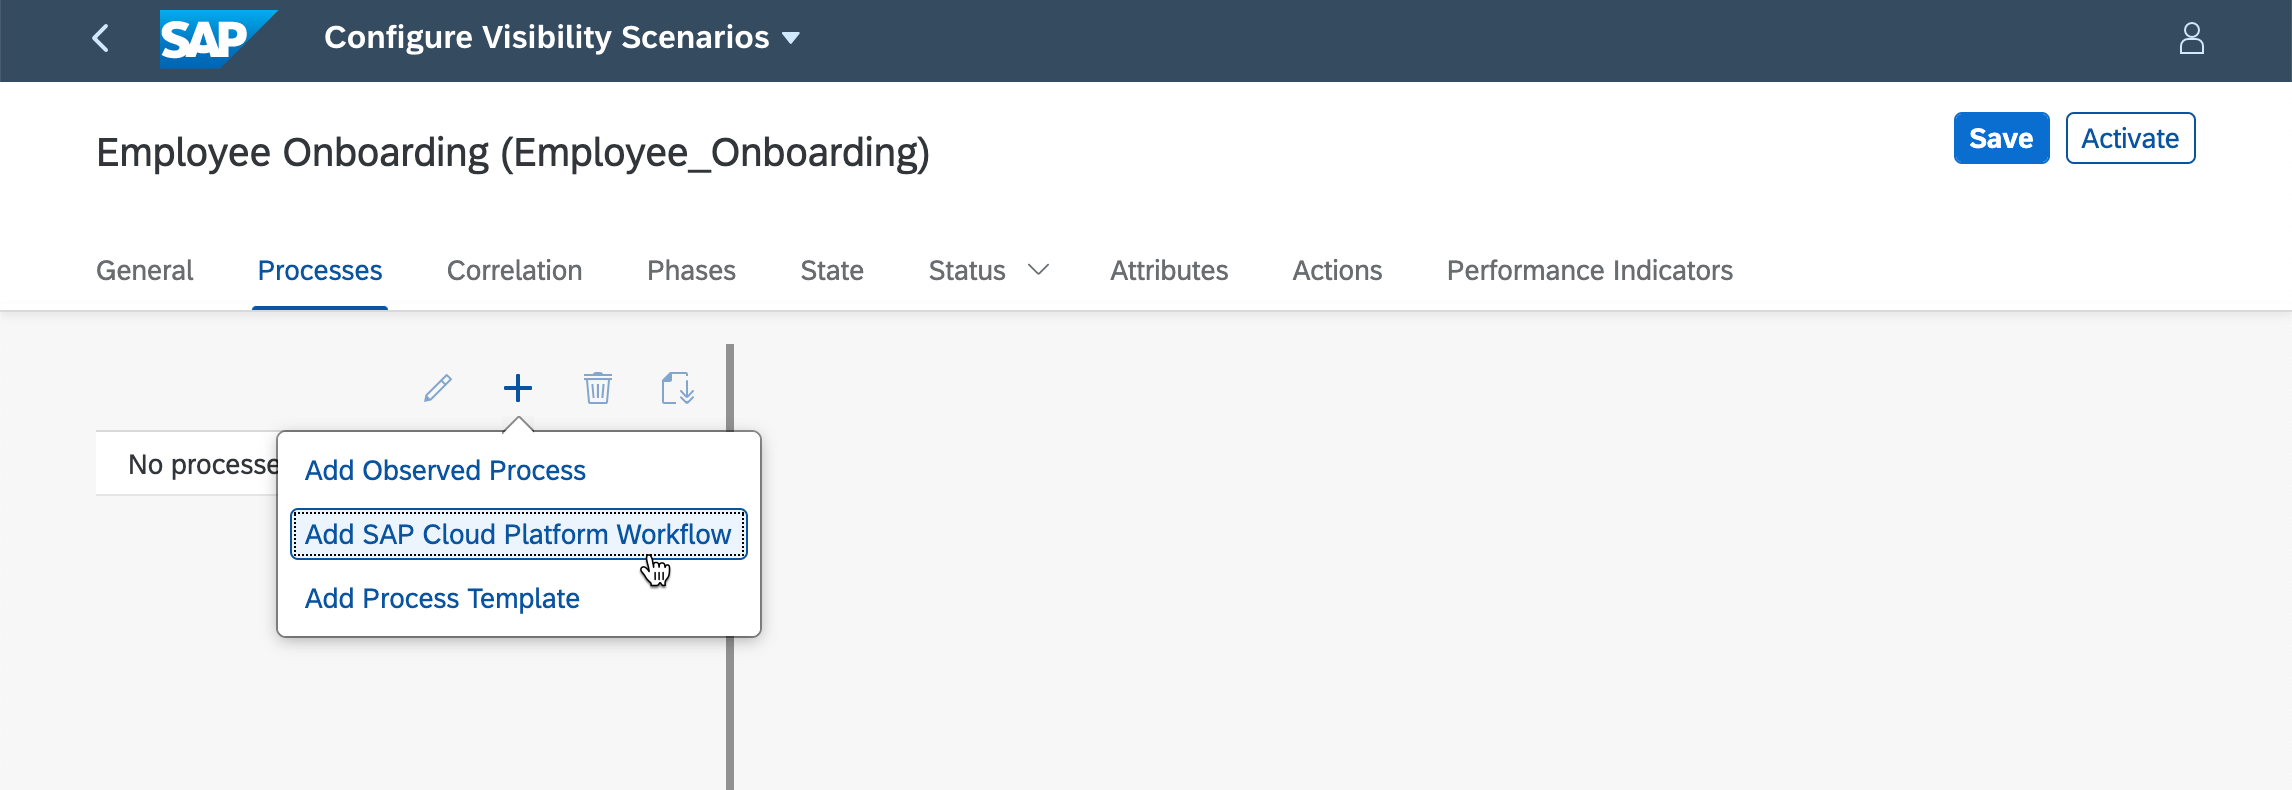 SAP Configure Visibility Scenarios
Employee Onboarding (Employee_Onboarding)
Save Activate
General Processes Correlation Phases State Status Attributes Actions Performance Indicators
No processe
Add Observed Process
Add SAP Cloud Platform Workflow
Add Process Template